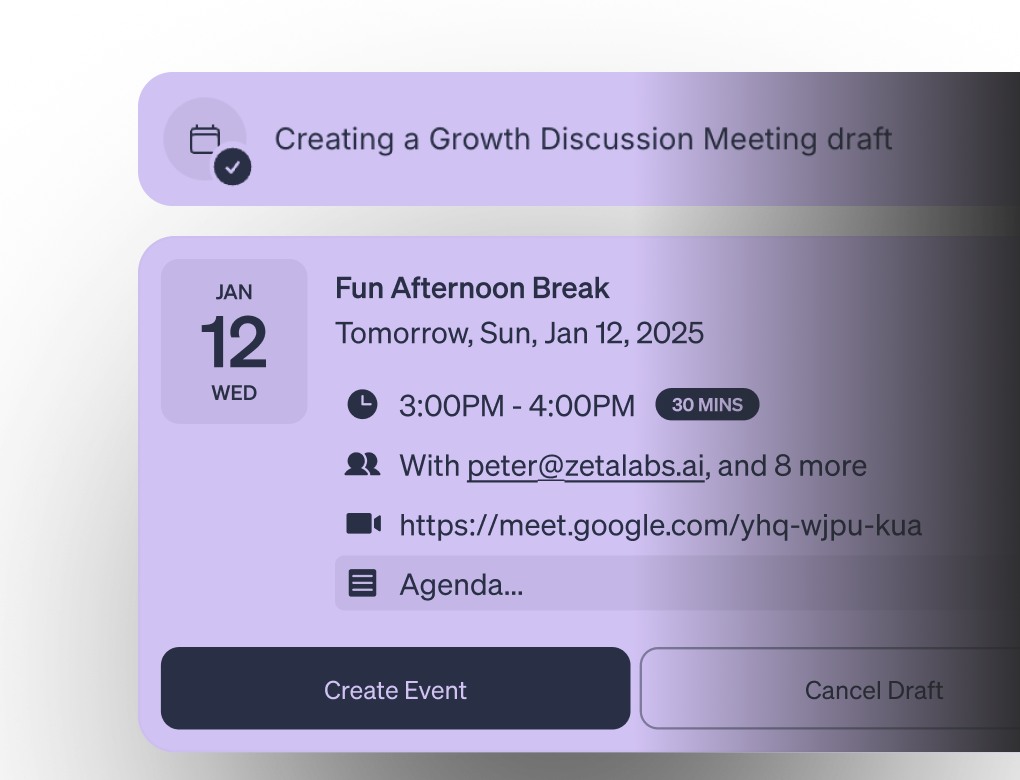 Creating a Growth Discussion Meeting draft
JAN
12
WED
Fun Afternoon Break
Tomorrow, Sun, Jan 12, 2025
3:00PM - 4:00PM 30 MINS
With peter@zetalabs.ai, and 8 more
https://meet.google.com/yhq-wjpu-kua
Agenda...
Create Event Cancel Draft